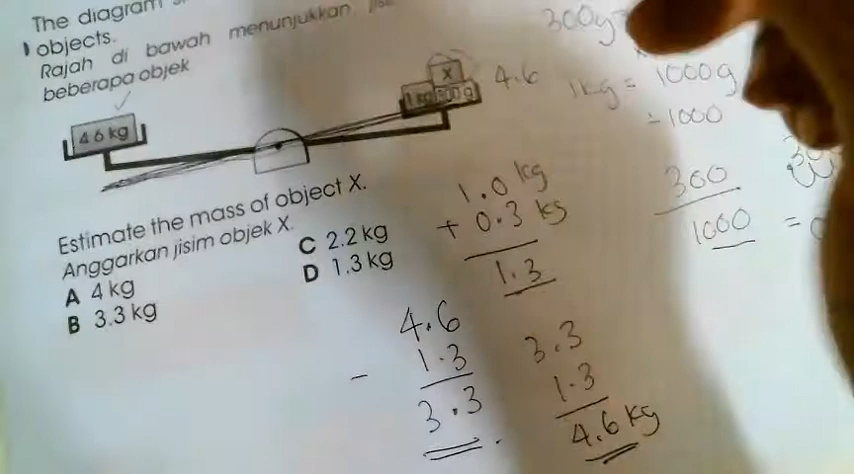 The diagram
objects.
Rajah di bawah menunjukkan
beberapa objek
4.6 kg
X
1 kg 300 g
4.6
Estimate the mass of object X.
Anggarkan jisim objek X.
A 4 kg
B 3.3 kg
C 2.2 kg
D 1.3 kg
300g
1kg = 1000g
÷1000
300
1000 =
1.0 kg
+ 0.3 kg
1.3
4.6
- 1.3
3.3
3.3
1.3
4.6 kg